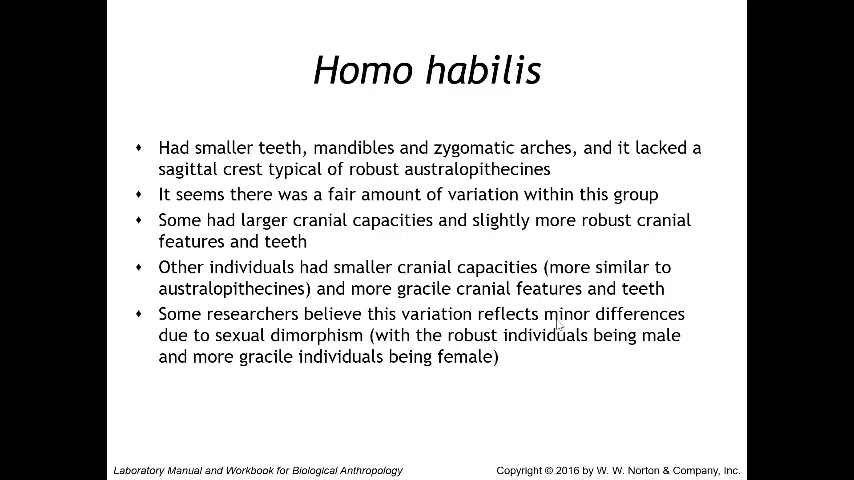 Homo habilis
Had smaller teeth, mandibles and zygomatic arches, and it lacked a
sagittal crest typical of robust australopithecines
It seems there was a fair amount of variation within this group
Some had larger cranial capacities and slightly more robust cranial
features and teeth
Other individuals had smaller cranial capacities (more similar to
australopithecines) and more gracile cranial features and teeth
Some researchers believe this variation reflects minor differences
due to sexual dimorphism (with the robust individuals being male
and more gracile individuals being female)
Laboratory Manual and Workbook for Biological Anthropology
Copyright © 2016 by W. W. Norton & Company, Inc.